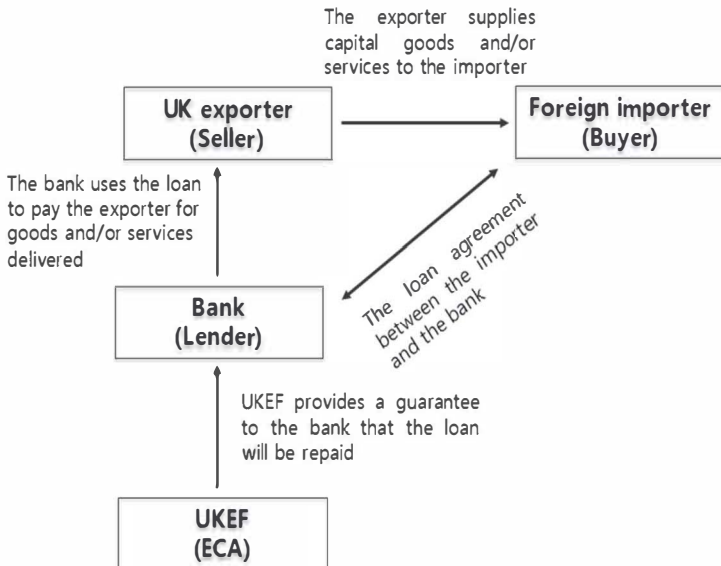 The exporter supplies
capital goods and/or
services to the importer
UK exporter
(Seller)
Foreign importer
(Buyer)
The bank uses the loan
to pay the exporter for
goods and/or services
delivered
The loan agreement
between the importer
and the bank
Bank
(Lender)
UKEF provides a guarantee
to the bank that the loan
will be repaid
UKEF
(ECA)